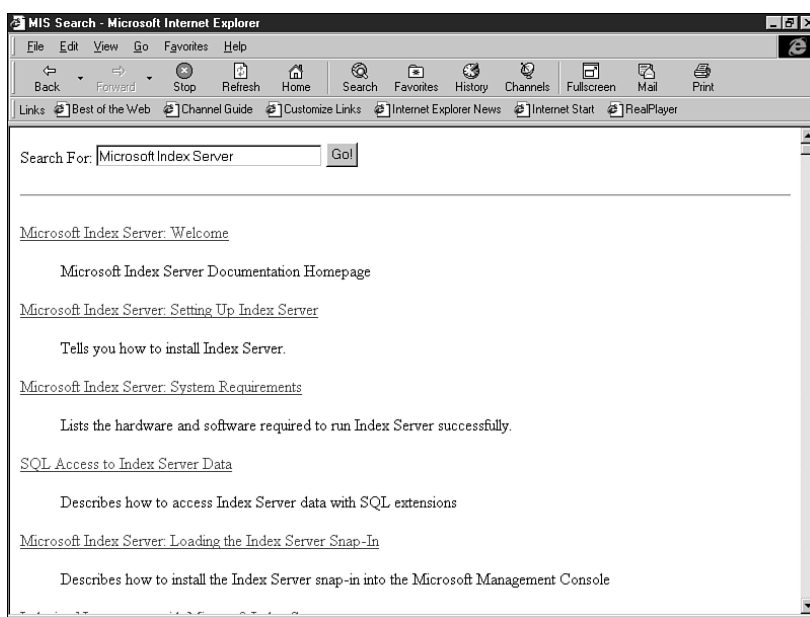 MIS Search - Microsoft Internet Explorer
File Edit View Go Favorites Help
Back Forward Stop Refresh Home Search Favorites History Channels Fullscreen Mail Print
Links Best of the Web Channel Guide Customize Links Internet Explorer News Internet Start RealPlayer
Search For: Microsoft Index Server Go!
Microsoft Index Server: Welcome
Microsoft Index Server Documentation Homepage
Microsoft Index Server: Setting Up Index Server
Tells you how to install Index Server.
Microsoft Index Server: System Requirements
Lists the hardware and software required to run Index Server successfully.
SQL Access to Index Server Data
Describes how to access Index Server data with SQL extensions
Microsoft Index Server: Loading the Index Server Snap-In
Describes how to install the Index Server snap-in into the Microsoft Management Console